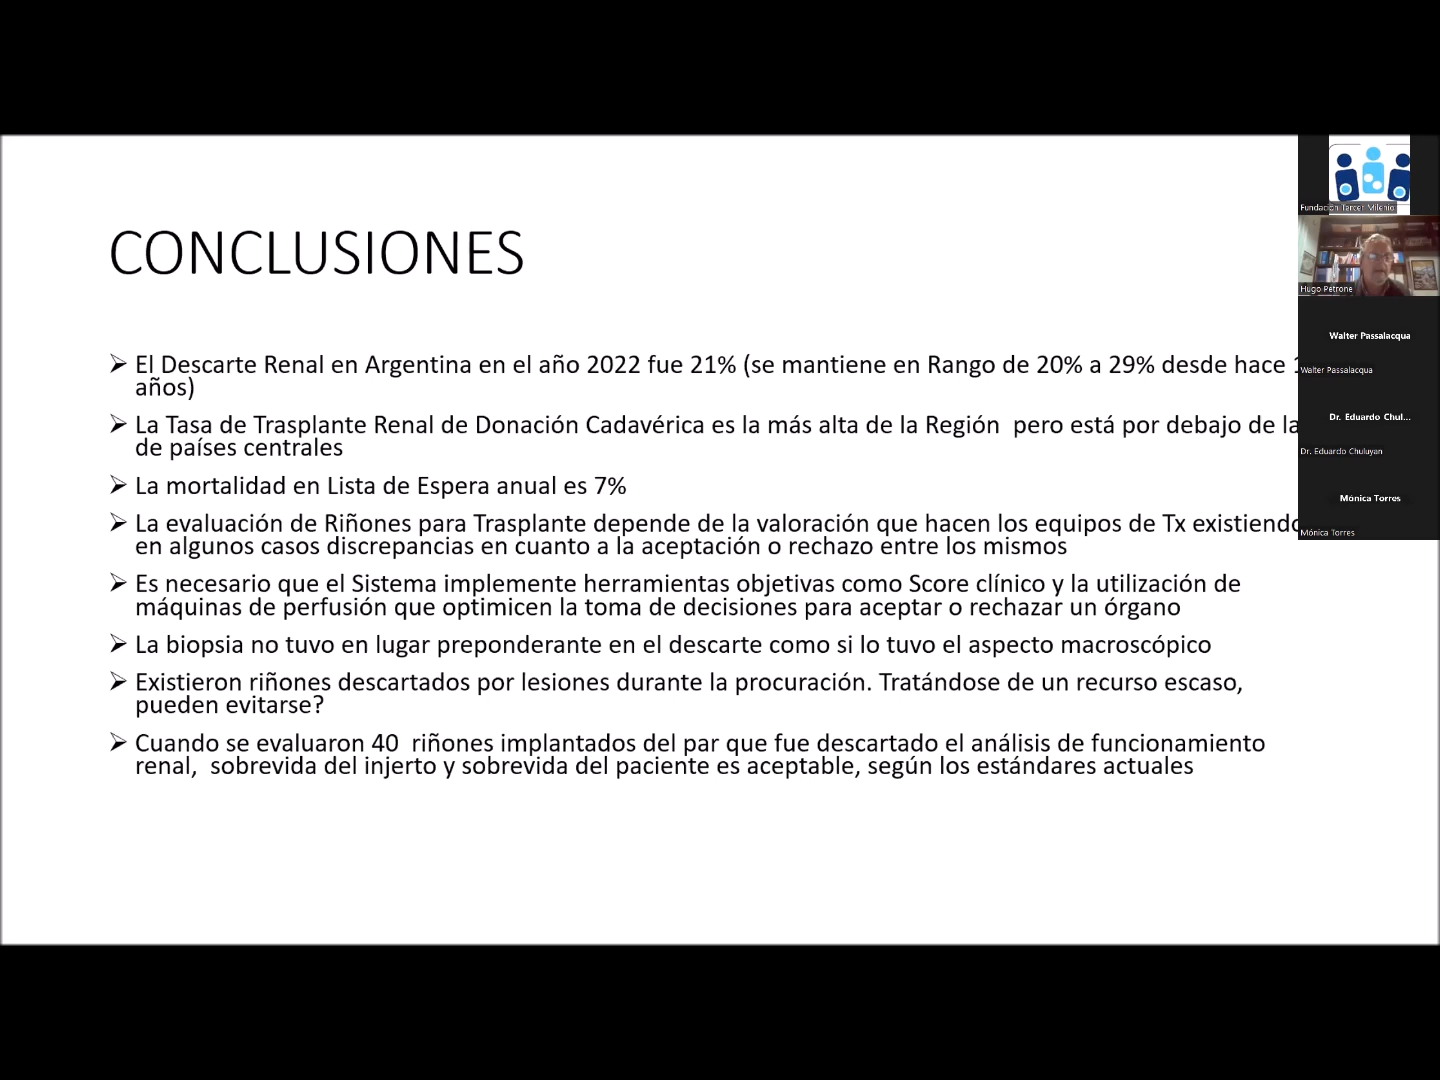 CONCLUSIONES
El Descarte Renal en Argentina en el año 2022 fue 21% (se mantiene en Rango de 20% a 29% desde hace
años)
La Tasa de Trasplante Renal de Donación Cadavérica es la más alta de la Región  pero está por debajo de la
de países centrales
La mortalidad en Lista de Espera anual es 7%
La evaluación de Riñones para Trasplante depende de la valoración que hacen los equipos de Tx existiendo
en algunos casos discrepancias en cuanto a la aceptación o rechazo entre los mismos
Es necesario que el Sistema implemente herramientas objetivas como Score clínico y la utilización de
máquinas de perfusión que optimicen la toma de decisiones para aceptar o rechazar un órgano
La biopsia no tuvo en lugar preponderante en el descarte como si lo tuvo el aspecto macroscópico
Existieron riñones descartados por lesiones durante la procuración. Tratándose de un recurso escaso,
pueden evitarse?
Cuando se evaluaron 40  riñones implantados del par que fue descartado el análisis de funcionamiento
renal,  sobrevida del injerto y sobrevida del paciente es aceptable, según los estándares actuales
Fundación Tercer Milenio
Hugo Petrone
Walter Passalacqua
Walter Passalacqua
Dr. Eduardo Chul...
Dr. Eduardo Chuluyan
Mónica Torres
Mónica Torres